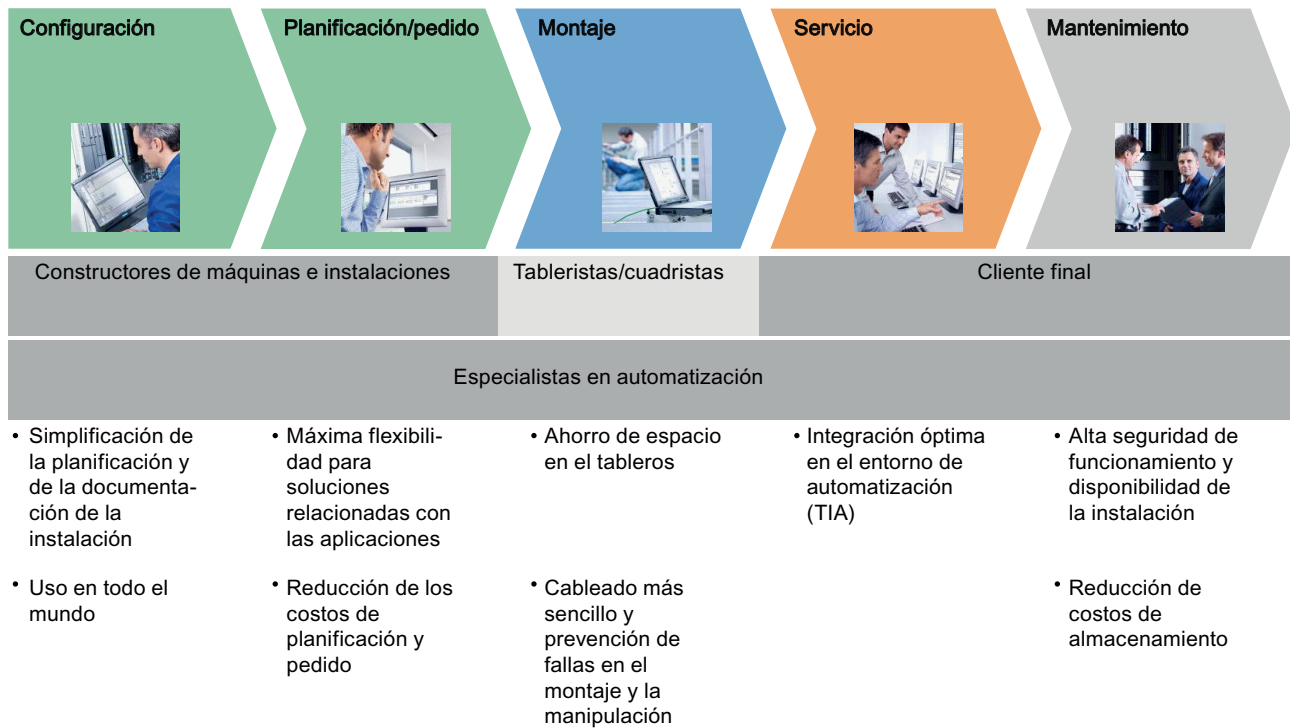 Configuración
Planificación/pedido
Montaje
Servicio
Mantenimiento
Constructores de máquinas e instalaciones
Tableristas/cuadristas
Cliente final
Especialistas en automatización
• Simplificación de
la planificación y
de la documenta-
ción de la
instalación
• Uso en todo el
mundo
• Máxima flexibili-
dad para
soluciones
relacionadas con
las aplicaciones
• Reducción de los
costos de
planificación y
pedido
• Ahorro de espacio
en el tableros
• Cableado más
sencillo y
prevención de
fallas en el
montaje y la
manipulación
• Integración óptima
en el entorno de
automatización
(TIA)
• Alta seguridad de
funcionamiento y
disponibilidad de
la instalación
• Reducción de
costos de
almacenamiento